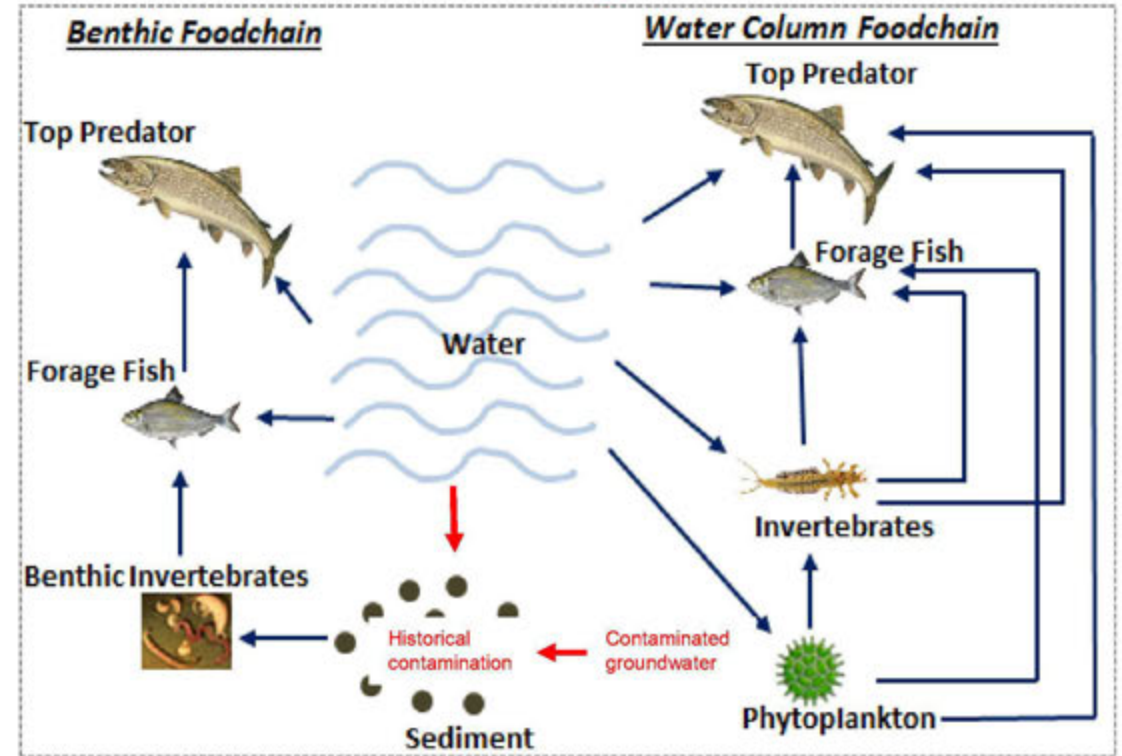 Benthic Foodchain
Water Column Foodchain
Top Predator
Top Predator
Forage Fish
Water
Forage Fish
Invertebrates
Benthic Invertebrates
Historical
contamination
Contaminated
groundwater
Phytoplankton
Sediment